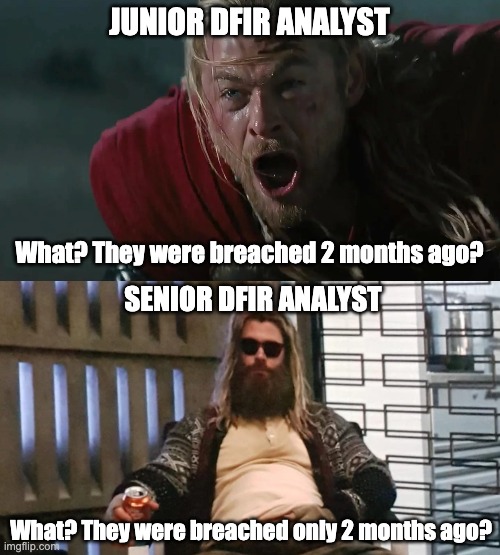 JUNIOR DFIR ANALYST
What? They were breached 2 months ago?
SENIOR DFIR ANALYST
What? They were breached only 2 months ago?
imgflip.com